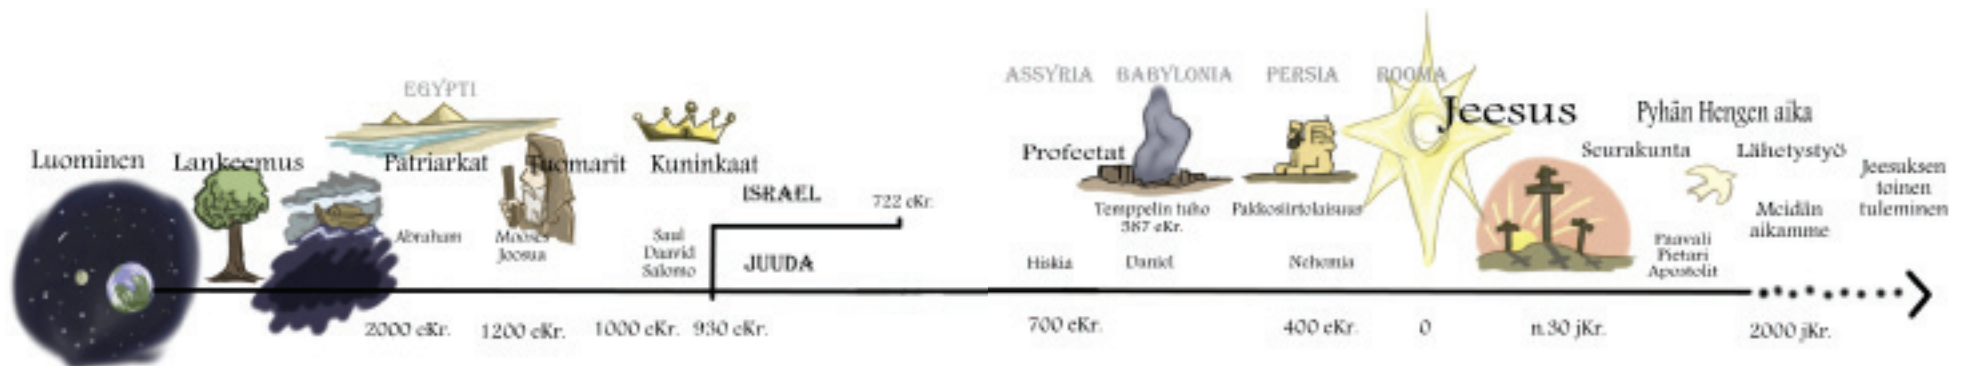 EGYPTI
ASSYRIA BABYLONIA PERSIA ROOMA
Luominen Lankeemus Patriarkat Tuomarit Kuninkaat
Profeetat
Jeesus
Pyhän Hengen aika
Seurakunta Lähetystyö
Jeesuksen
toinen
tuleminen
ISRAEL
722 eKr.
JUUDA
Abraham
Mooses
Joosua
Saul
Daavid
Salomo
Temppelin tuho
587 eKr.
Pakkosiirtolaisuus
Hiskia Daniel Nehemia
Meidän
aikamme
Paavali
Pietari
Apostolit
2000 eKr. 1200 eKr. 1000 eKr. 930 eKr. 700 eKr. 400 eKr. 0 n.30 jKr. 2000 jKr.